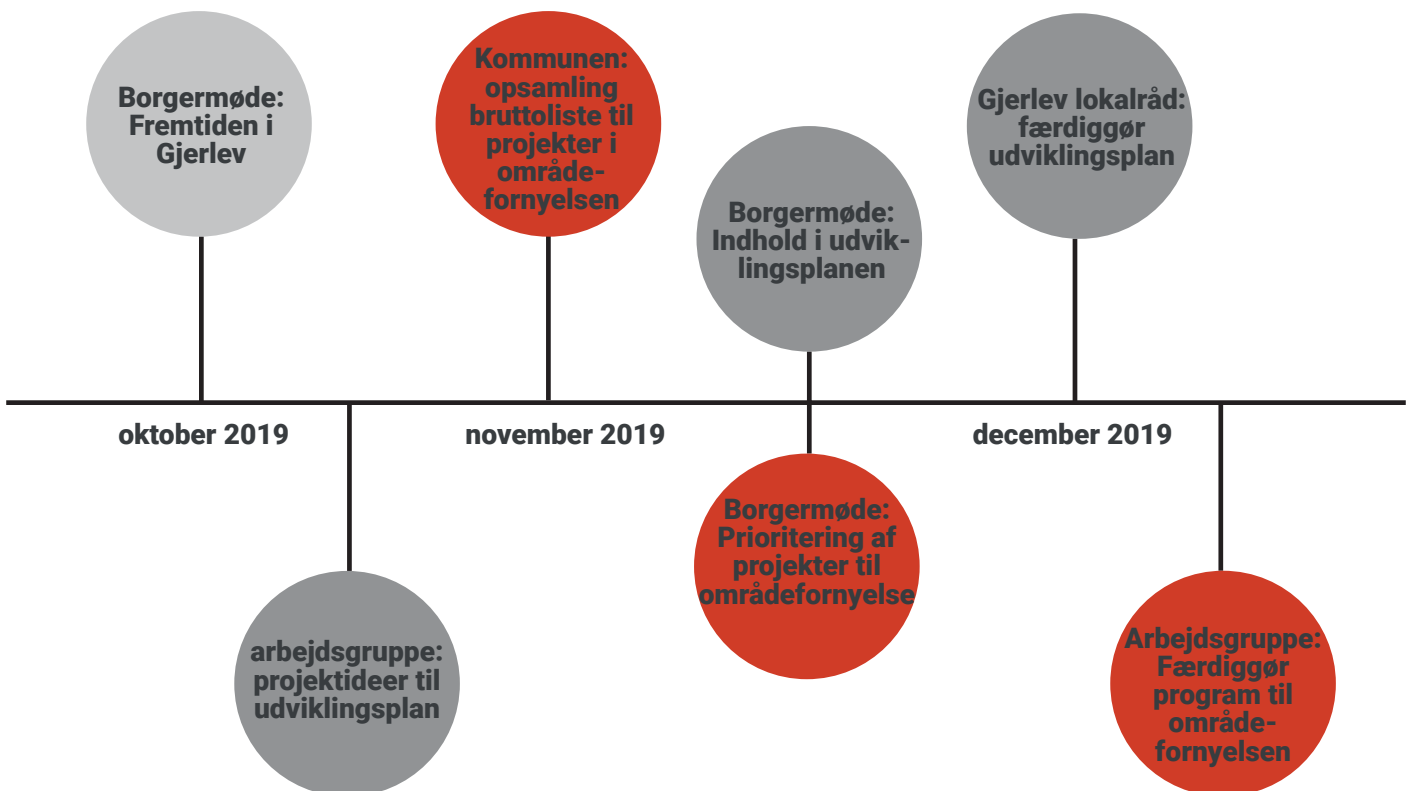 Borgermøde:
Fremtiden i
Gjerlev
Kommunen:
opsamling
bruttoliste til
projekter i
område-
fornyelsen
Borgermøde:
Indhold i udvik-
lingsplanen
Gjerlev lokalråd:
færdiggør
udviklingsplan
oktober 2019
november 2019
december 2019
arbejdsgruppe:
projektideer til
udviklingsplan
Borgermøde:
Prioritering af
projekter til
områdefornyelse
Arbejdsgruppe:
Færdiggør
program til
område-
fornyelsen